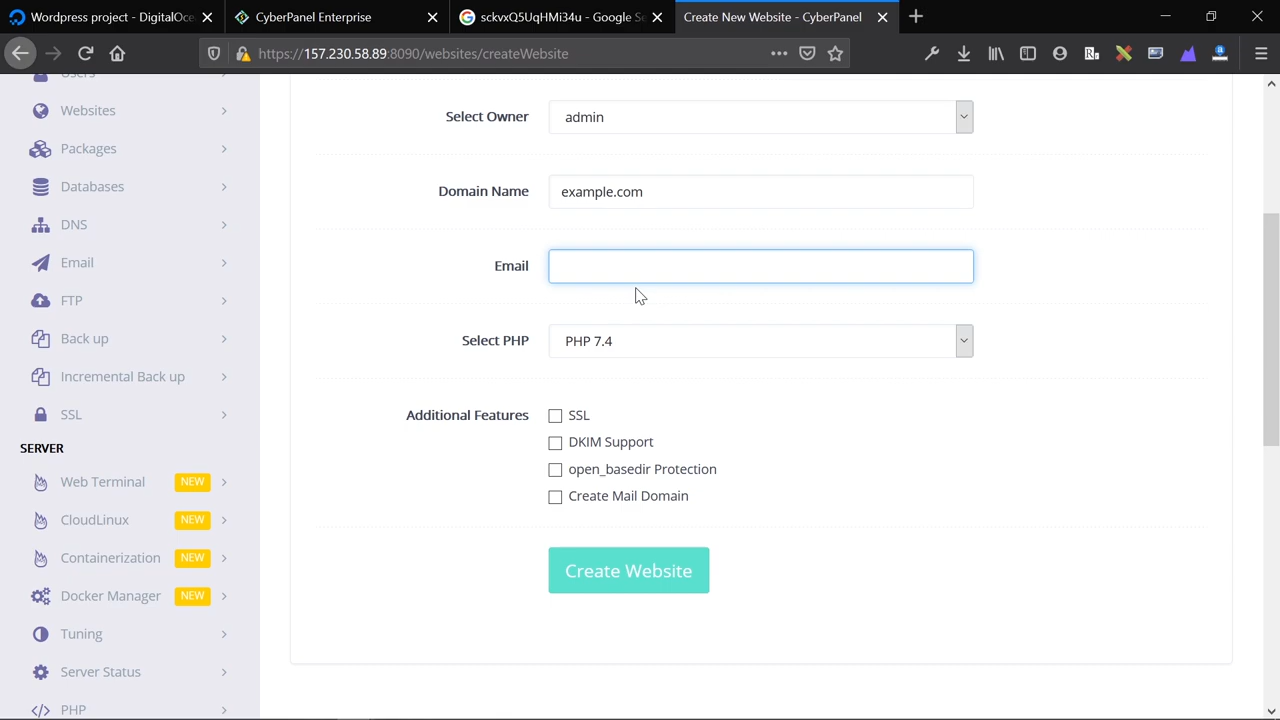 Wordpress project - DigitalOce
CyberPanel Enterprise
sckvxQ5UqHMi34u - Google Se
Create New Website - CyberPanel
https://157.230.58.89:8090/websites/createWebsite
Users
Websites
Packages
Databases
DNS
Email
FTP
Back up
Incremental Back up
SSL
SERVER
Web Terminal NEW
CloudLinux NEW
Containerization NEW
Docker Manager NEW
Tuning
Server Status
PHP
Select Owner admin
Domain Name example.com
Email
Select PHP PHP 7.4
Additional Features SSL
DKIM Support
open_basedir Protection
Create Mail Domain
Create Website